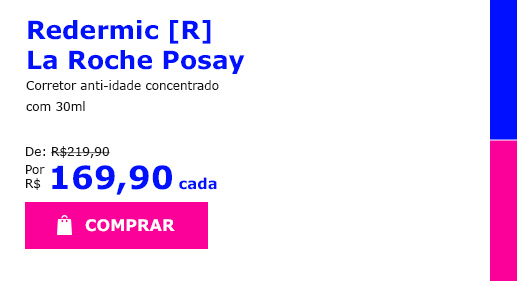 Redermic [R]
La Roche Posay
Corretor anti-idade concentrado
com 30ml
De: R$219,90
Por
R$ 169,90 cada
COMPRAR